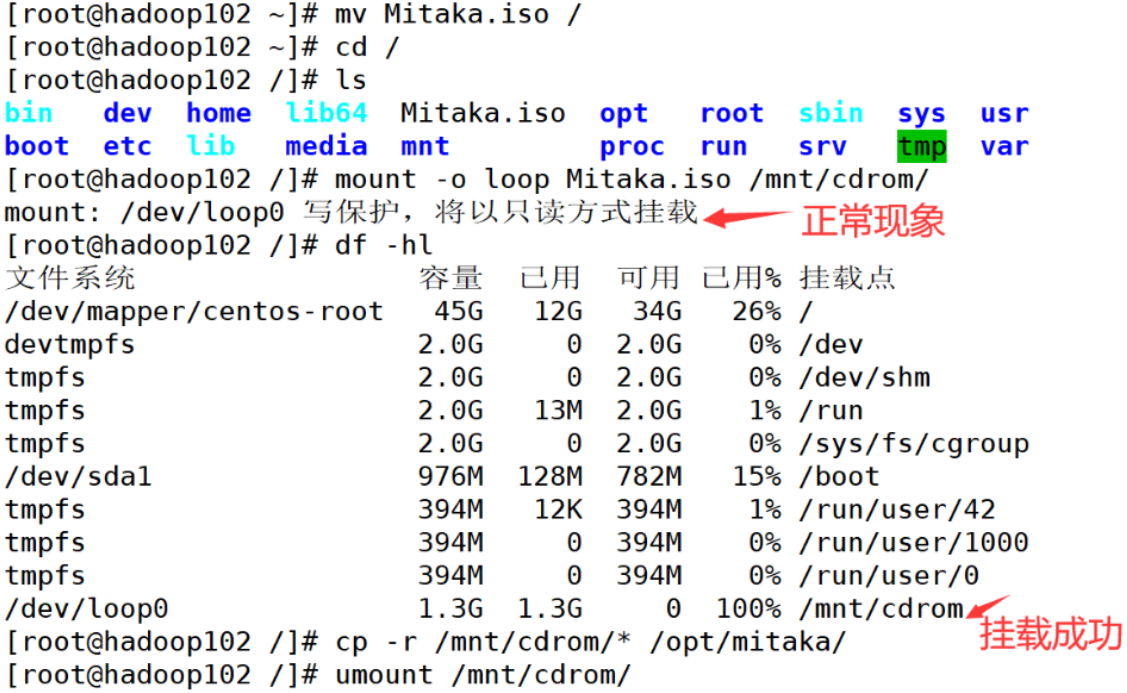 [root@hadoop102 ~]# mv Mitaka.iso /
[root@hadoop102 ~]# cd /
[root@hadoop102 /]# ls
bin dev home lib64 Mitaka.iso opt root sbin sys usr
boot etc lib media mnt proc run srv tmp var
[root@hadoop102 /]# mount -o loop Mitaka.iso /mnt/cdrom/
mount: /dev/loop0 写保护，将以只读方式挂载 正常现象
[root@hadoop102 /]# df -hl
文件系统 容量 已用 可用 已用% 挂载点
/dev/mapper/centos-root 45G 12G 34G 26% /
devtmpfs 2.0G 0 2.0G 0% /dev
tmpfs 2.0G 0 2.0G 0% /dev/shm
tmpfs 2.0G 13M 2.0G 1% /run
tmpfs 2.0G 0 2.0G 0% /sys/fs/cgroup
/dev/sda1 976M 128M 782M 15% /boot
tmpfs 394M 12K 394M 1% /run/user/42
tmpfs 394M 0 394M 0% /run/user/1000
tmpfs 394M 0 394M 0% /run/user/0
/dev/loop0 1.3G 1.3G 0 100% /mnt/cdrom
挂载成功
[root@hadoop102 /]# cp -r /mnt/cdrom/* /opt/mitaka/
[root@hadoop102 /]# umount /mnt/cdrom/